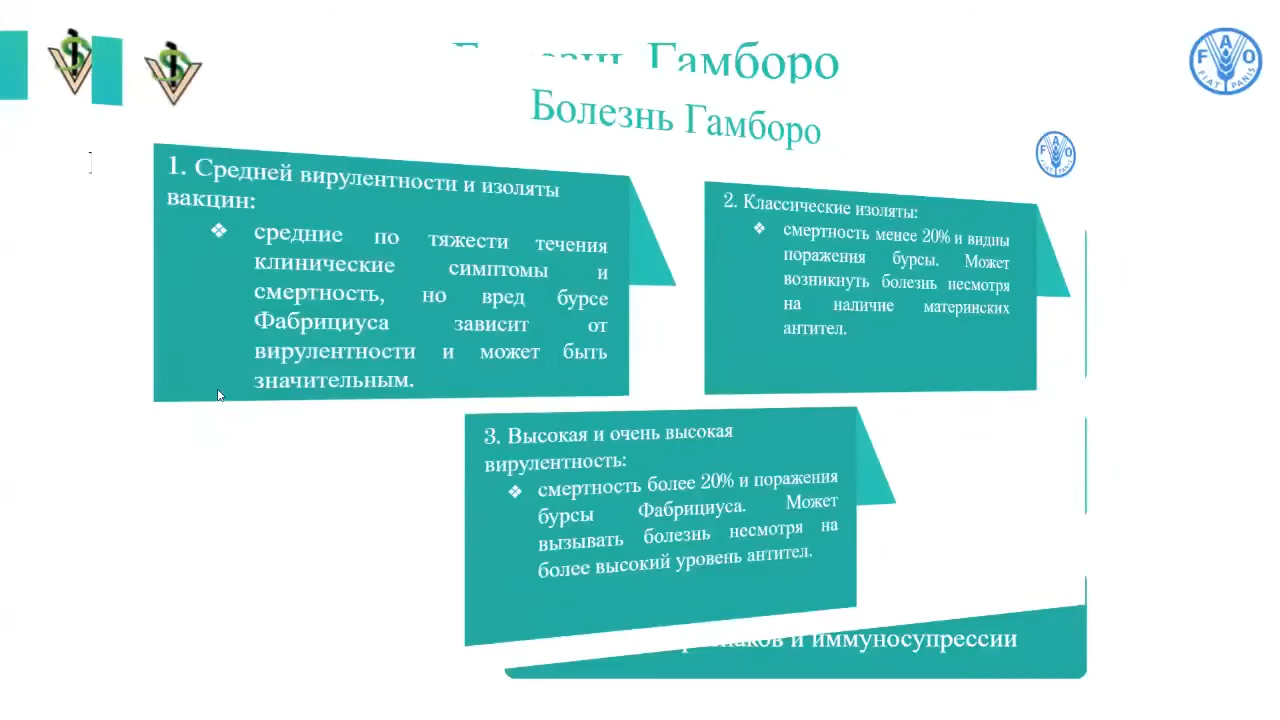 Гамборо
Болезнь Гамборо
1. Средней вирулентности и изоляты
вакцин:
❖ средние по тяжести течения
клинические симптомы и
смертность, но вред бурсе
Фабрициуса зависит от
вирулентности и может быть
значительным.
2. Классические изоляты:
❖ смертность менее 20% и видны
поражения бурсы. Может
возникнуть болезнь несмотря
на наличие материнских
антител.
3. Высокая и очень высокая
вирулентность:
❖ смертность более 20% и поражения
бурсы Фабрициуса. Может
вызывать болезнь несмотря на
более высокий уровень антител.
и иммуносупрессии
F A O
FIAT PANIS
F A O